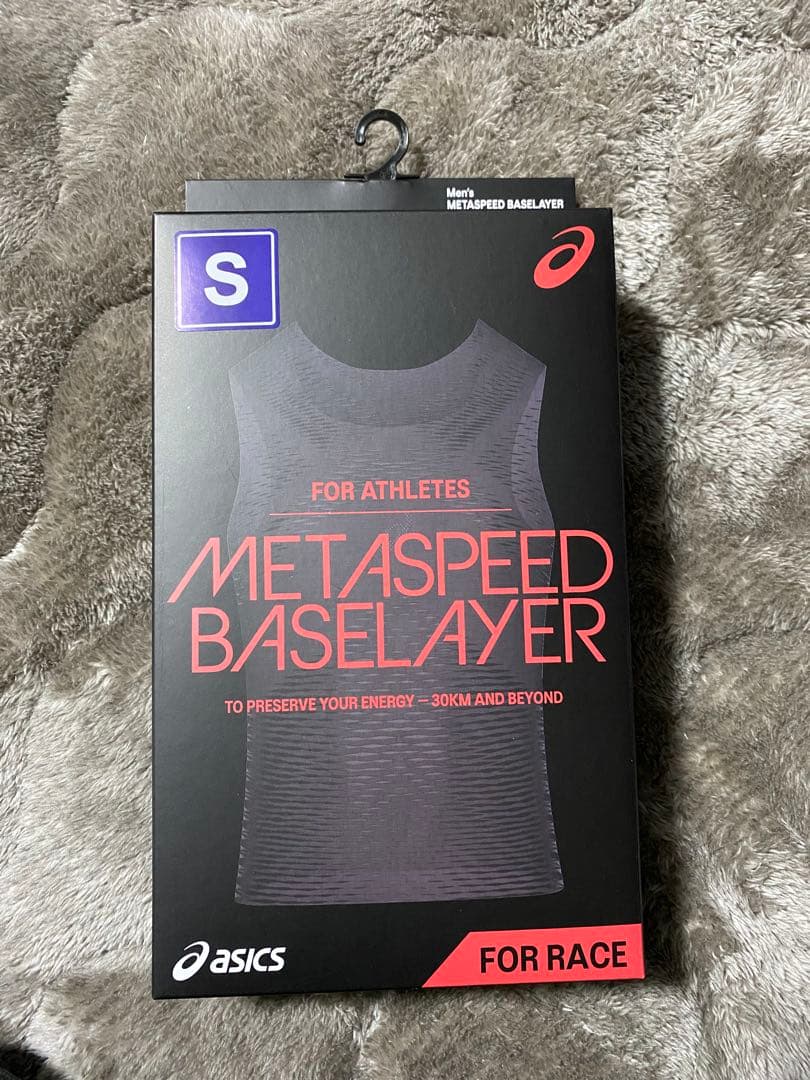 Men's
METASPEED BASELAYER
S
FOR ATHLETES
METASPEED
BASELAYER
TO PRESERVE YOUR ENERGY – 30KM AND BEYOND
asics
FOR RACE